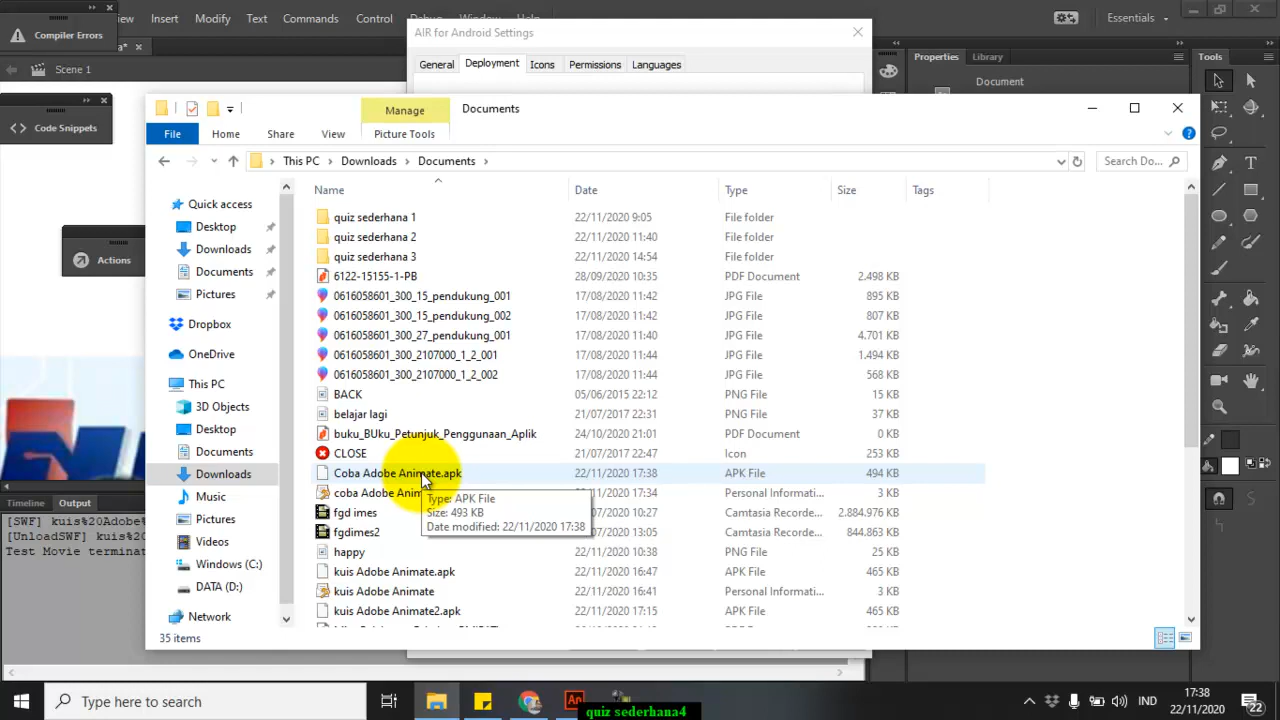 View Insert Modify Text Commands Control Debug Window Help
Essentials
Compiler Errors
a*
AIR for Android Settings
Scene 1
General Deployment Icons Permissions Languages
Properties Library
Tools
Document
Code Snippets
Actions
Manage
Documents
File Home Share View Picture Tools
This PC Downloads Documents
Search Do...
Name Date Type Size Tags
Quick access
Desktop
Downloads
Documents
Pictures
Dropbox
OneDrive
This PC
3D Objects
Desktop
Documents
Downloads
Music
Pictures
Videos
Windows (C:)
DATA (D:)
Network
quiz sederhana 1 22/11/2020 9:05 File folder
quiz sederhana 2 22/11/2020 11:40 File folder
quiz sederhana 3 22/11/2020 14:54 File folder
6122-15155-1-PB 28/09/2020 10:35 PDF Document 2.498 KB
0616058601_300_15_pendukung_001 17/08/2020 11:42 JPG File 895 KB
0616058601_300_15_pendukung_002 17/08/2020 11:42 JPG File 807 KB
0616058601_300_27_pendukung_001 17/08/2020 11:40 JPG File 4.701 KB
0616058601_300_2107000_1_2_001 17/08/2020 11:44 JPG File 1.494 KB
0616058601_300_2107000_1_2_002 17/08/2020 11:44 JPG File 568 KB
BACK 05/06/2015 22:12 PNG File 15 KB
belajar lagi 21/07/2017 22:31 PNG File 37 KB
buku_BUku_Petunjuk_Penggunaan_Aplik 24/10/2020 21:01 PDF Document 0 KB
CLOSE 21/07/2017 22:47 Icon 253 KB
Coba Adobe Animate.apk 22/11/2020 17:38 APK File 494 KB
coba Adobe Anim 22/11/2020 17:34 Personal Informati... 3 KB
fgd imes 10:27 Camtasia Recorde... 2.884.976 KB
fgdimes2 13:05 Camtasia Recorde... 844.863 KB
happy 22/11/2020 10:38 PNG File 25 KB
kuis Adobe Animate.apk 22/11/2020 16:47 APK File 465 KB
kuis Adobe Animate 22/11/2020 16:41 Personal Informati... 3 KB
kuis Adobe Animate2.apk 22/11/2020 17:15 APK File 465 KB
Type: APK File
Size: 493 KB
Date modified: 22/11/2020 17:38
35 items
Timeline Output
[SWF] kuis%20Adobe%
[UnloadSWF] kuis%20
Test Movie terminat
Type here to search
An
IND
17:38
22/11/2020
22
quiz sederhana4